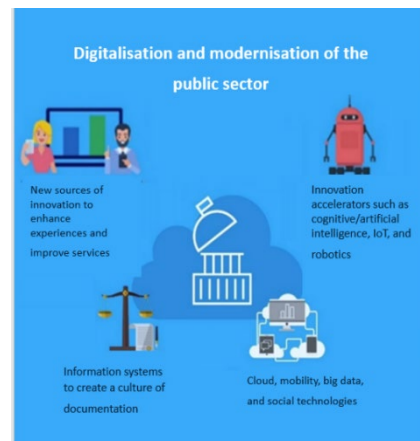 Digitalisation and modernisation of the
public sector
New sources of
innovation to
enhance
experiences and
improve services
Innovation
accelerators such as
cognitive/artificial
intelligence, IoT, and
robotics
Information systems
to create a culture of
documentation
Cloud, mobility, big data,
and social technologies